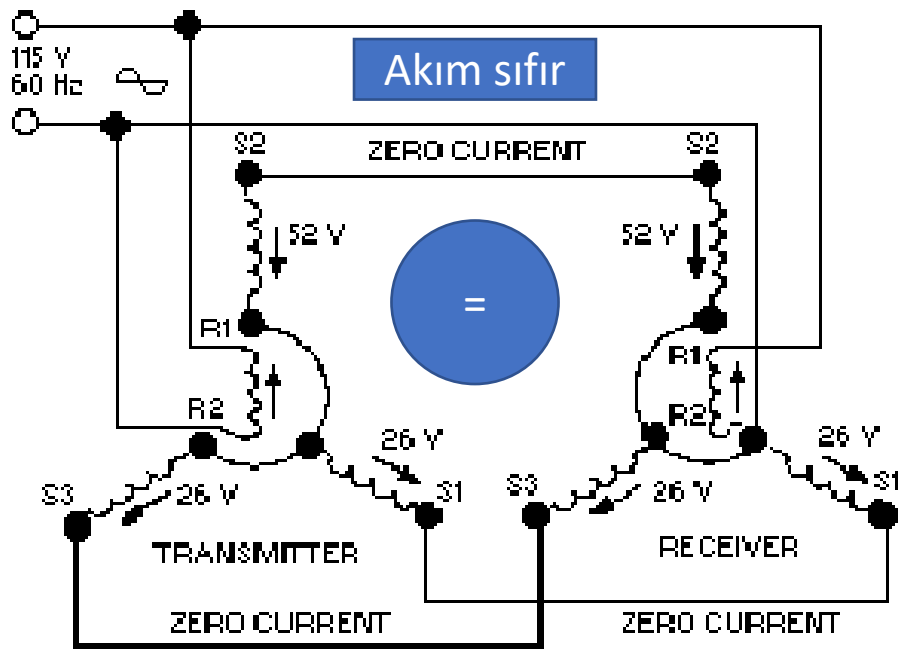 115 V
60 Hz
Akım sıfır
S2
ZERO CURRENT
S2
52 V
52 V
=
R1
R1
R2
R2
26 V
26 V
S3
26 V
S1
S3
26 V
S1
TRANSMITTER
RECEIVER
ZERO CURRENT
ZERO CURRENT